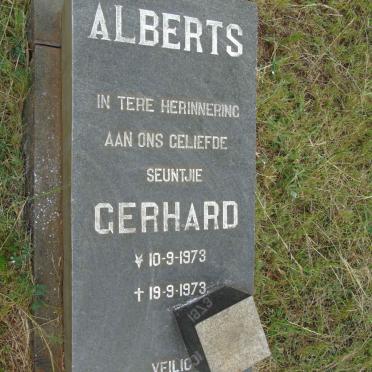 ALBERTS
IN TERE HERINNERING
AAN ONS GELIEFDE
SEUNTJIE
GERHARD
* 10-9-1973
† 19-9-1973